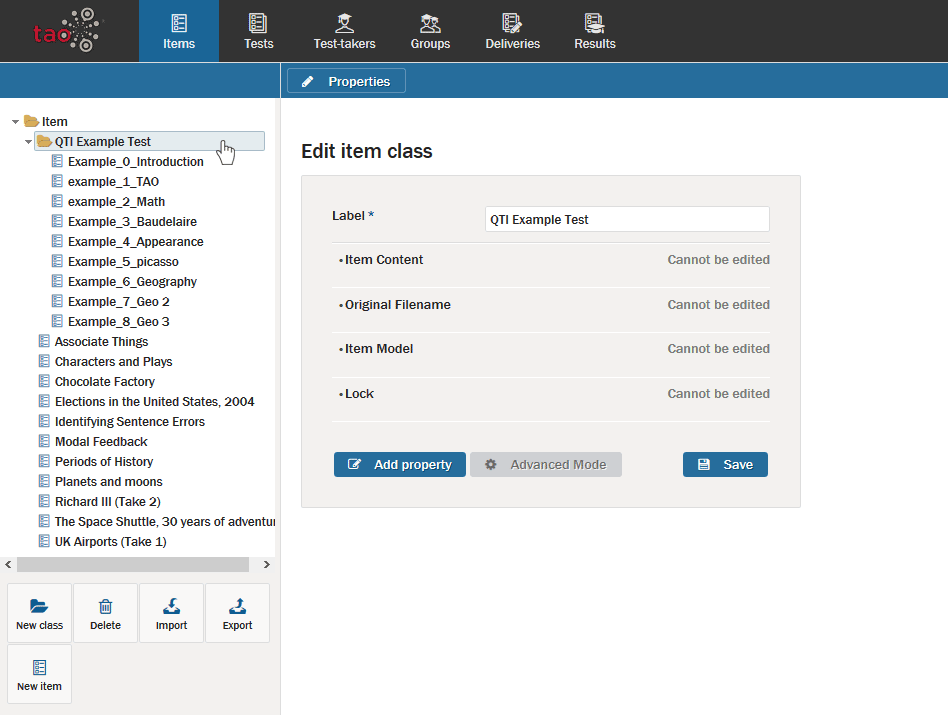 tao
Items
Tests
Test-takers
Groups
Deliveries
Results
Properties
Item
QTI Example Test
Example_0_Introduction
example_1_TAO
example_2_Math
Example_3_Baudelaire
Example_4_Appearance
Example_5_picasso
Example_6_Geography
Example_7_Geo 2
Example_8_Geo 3
Associate Things
Characters and Plays
Chocolate Factory
Elections in the United States, 2004
Identifying Sentence Errors
Modal Feedback
Periods of History
Planets and moons
Richard III (Take 2)
The Space Shuttle, 30 years of adventu
UK Airports (Take 1)
New class
Delete
Import
Export
New item
Edit item class
Label * QTI Example Test
•Item Content Cannot be edited
•Original Filename Cannot be edited
•Item Model Cannot be edited
•Lock Cannot be edited
Add property Advanced Mode Save